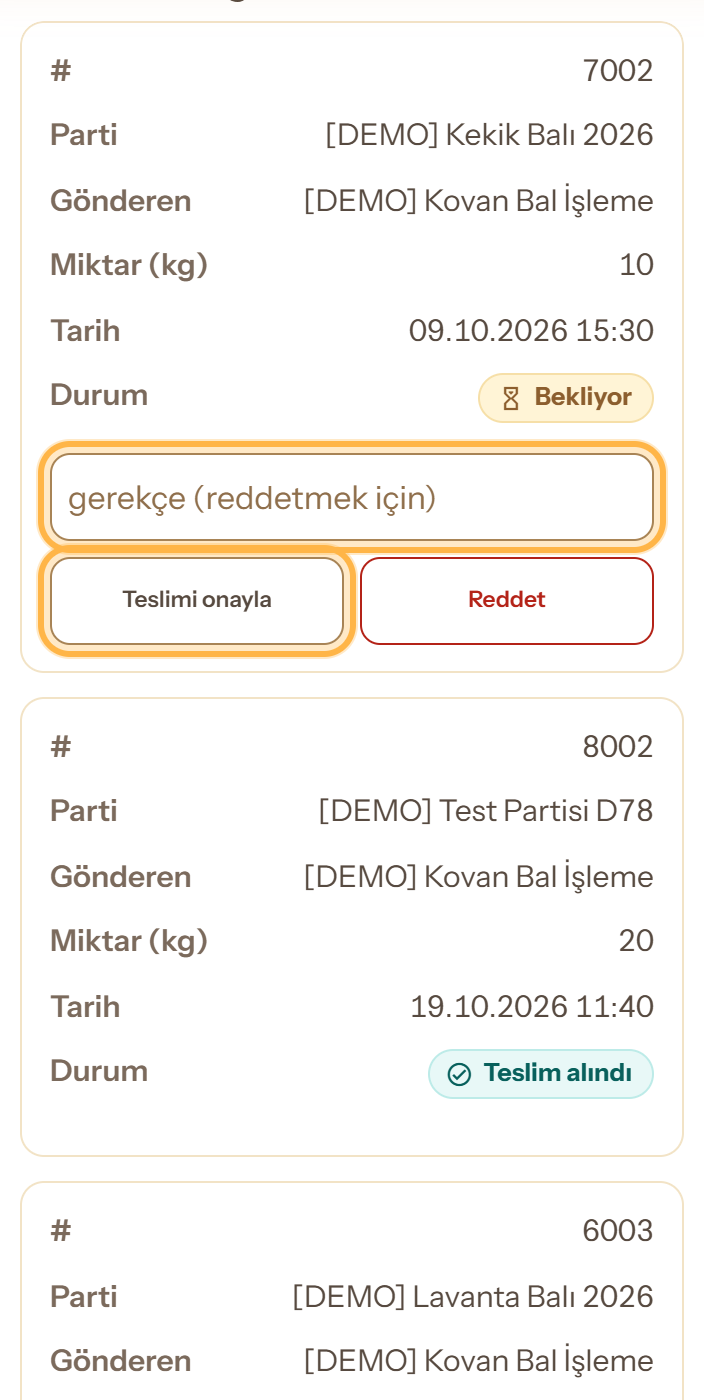 # 7002
Parti [DEMO] Kekik Balı 2026
Gönderen [DEMO] Kovan Bal İşleme
Miktar (kg) 10
Tarih 09.10.2026 15:30
Durum Bekliyor
gerekçe (reddetmek için)
Teslimi onayla Reddet
# 8002
Parti [DEMO] Test Partisi D78
Gönderen [DEMO] Kovan Bal İşleme
Miktar (kg) 20
Tarih 19.10.2026 11:40
Durum Teslim alındı
# 6003
Parti [DEMO] Lavanta Balı 2026
Gönderen [DEMO] Kovan Bal İşleme